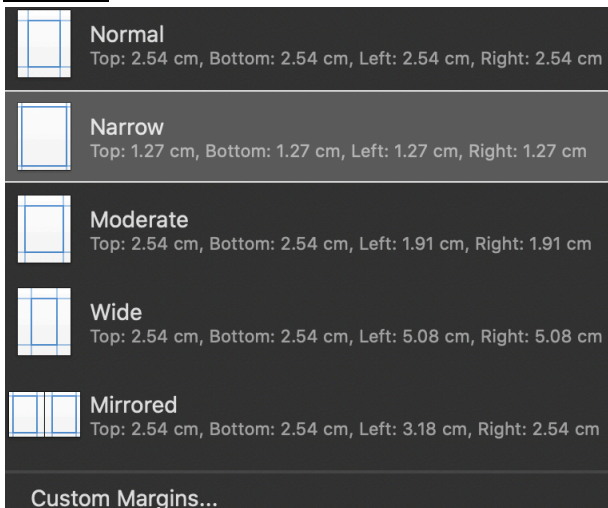 Normal
Top: 2.54 cm, Bottom: 2.54 cm, Left: 2.54 cm, Right: 2.54 cm
Narrow
Top: 1.27 cm, Bottom: 1.27 cm, Left: 1.27 cm, Right: 1.27 cm
Moderate
Top: 2.54 cm, Bottom: 2.54 cm, Left: 1.91 cm, Right: 1.91 cm
Wide
Top: 2.54 cm, Bottom: 2.54 cm, Left: 5.08 cm, Right: 5.08 cm
Mirrored
Top: 2.54 cm, Bottom: 2.54 cm, Left: 3.18 cm, Right: 2.54 cm
Custom Margins...